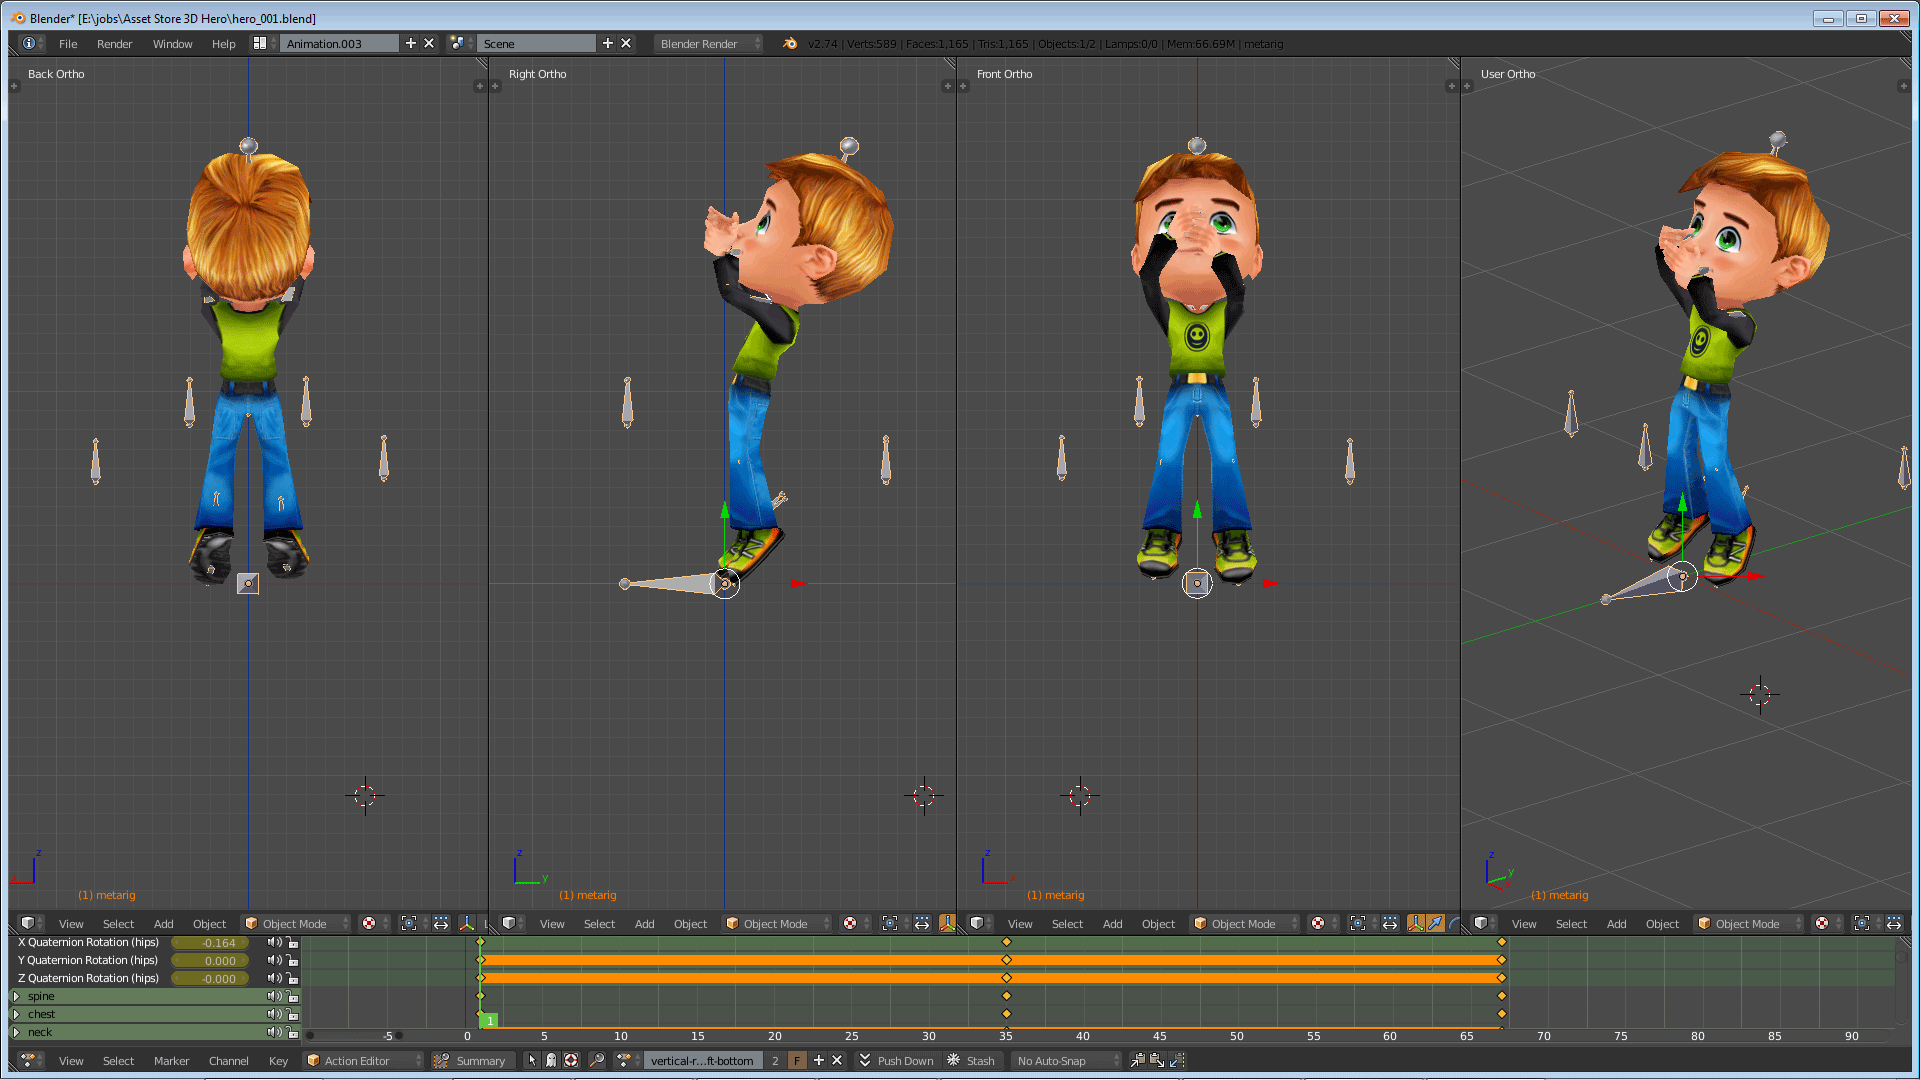 Blender* [E:\jobs\Asset Store 3D Hero\hero_001.blend]
File Render Window Help Animation.003 Scene Blender Render v2.74 | Verts:589 | Faces:1,165 | Tris:1,165 | Objects:1/2 | Lamps:0/0 | Mem:66.69M | metarig
Back Ortho
Right Ortho
Front Ortho
User Ortho
z
z y
z x
z y x
(1) metarig
(1) metarig
(1) metarig
(1) metarig
View Select Add Object Object Mode
View Select Add Object Object Mode
View Select Add Object Object Mode
View Select Add Object Object Mode
X Quaternion Rotation (hips) -0.164
Y Quaternion Rotation (hips) 0.000
Z Quaternion Rotation (hips) -0.000
spine
chest
neck
1
-5 0 5 10 15 20 25 30 35 40 45 50 55 60 65 70 75 80 85 90
View Select Marker Channel Key Action Editor Summary vertical-r...ft-bottom 2 F Push Down Stash No Auto-Snap